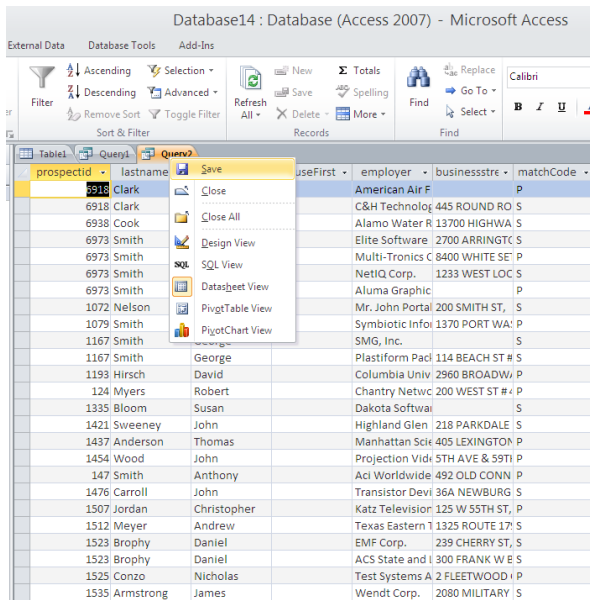 Database14 : Database (Access 2007) - Microsoft Access
External Data Database Tools Add-Ins
Filter
Ascending
Descending
Remove Sort
Selection
Advanced
Toggle Filter
Sort & Filter
Refresh All
New
Save
Delete
Totals
Spelling
More
Records
Find
Replace
Go To
Select
Find
Calibri
B I U
Table1 Query1 Query2
prospectid lastname useFirst employer businessstre matchCode
Save
Close
Close All
Design View
SQL SQL View
Datasheet View
PivotTable View
PivotChart View
6918 Clark American Air F P
6918 Clark C&H Technolog 445 ROUND RO S
6938 Cook Alamo Water R 13700 HIGHWA S
6973 Smith Elite Software 2700 ARRINGTO S
6973 Smith Multi-Tronics C 8400 WHITE SET P
6973 Smith NetIQ Corp. 1233 WEST LOC S
6973 Smith Aluma Graphic P
1072 Nelson Mr. John Portal 200 SMITH ST, S
1079 Smith Symbiotic Infor 1370 PORT WAS P
1167 Smith George SMG, Inc. S
1167 Smith George Plastiform Pack 114 BEACH ST # S
1193 Hirsch David Columbia Univ 2960 BROADWA P
124 Myers Robert Chantry Netwo 200 WEST ST # 4 P
1335 Bloom Susan Dakota Softwar S
1421 Sweeney John Highland Glen 218 PARKDALE S
1437 Anderson Thomas Manhattan Scie 405 LEXINGTON P
1454 Wood John Projection Vide 5TH AVE & 59TH P
147 Smith Anthony Aci Worldwide 492 OLD CONN P
1476 Carroll John Transistor Devi 36A NEWBURG S
1507 Jordan Christopher Katz Television 125 W 55TH ST, P
1512 Meyer Andrew Texas Eastern T 1325 ROUTE 179 S
1523 Brophy Daniel EMF Corp. 239 CHERRY ST, S
1523 Brophy Daniel ACS State and L 300 FRANK W B S
1525 Conzo Nicholas Test Systems A 2 FLEETWOOD P
1535 Armstrong James Wendt Corp. 2080 MILITARY S